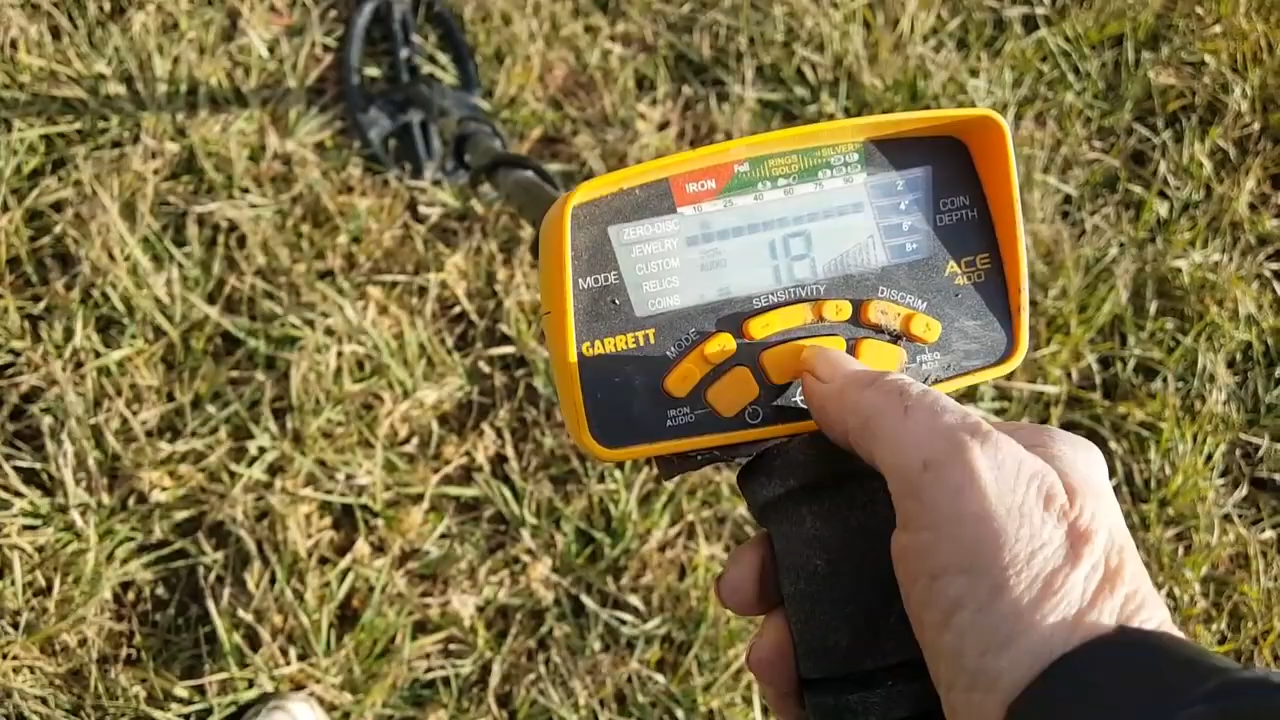 IRON Foil RINGS GOLD SILVER
10 25 40 60 75 90
ZERO-DISC
JEWELRY
CUSTOM
RELICS
COINS
MODE
AUDIO
18
2"
4"
6"
8+
COIN
DEPTH
ACE
400
GARRETT
MODE
SENSITIVITY
DISCRIM
IRON
AUDIO
FREQ
ADJ